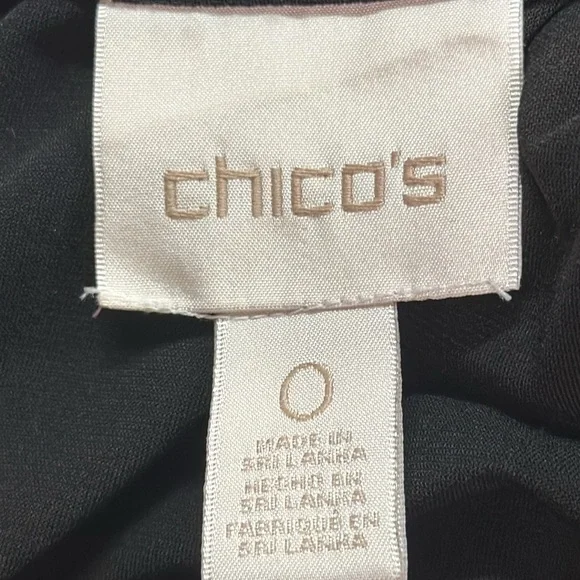 chico's
0
MADE IN
SRI LANKA
HECHO EN
SRI LANKA
FABRIQUÉ EN
SRI LANKA